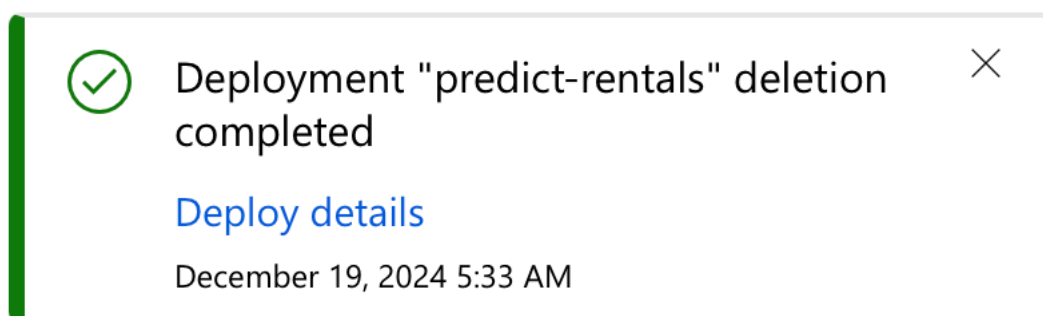 Deployment "predict-rentals" deletion
completed
Deploy details
December 19, 2024 5:33 AM